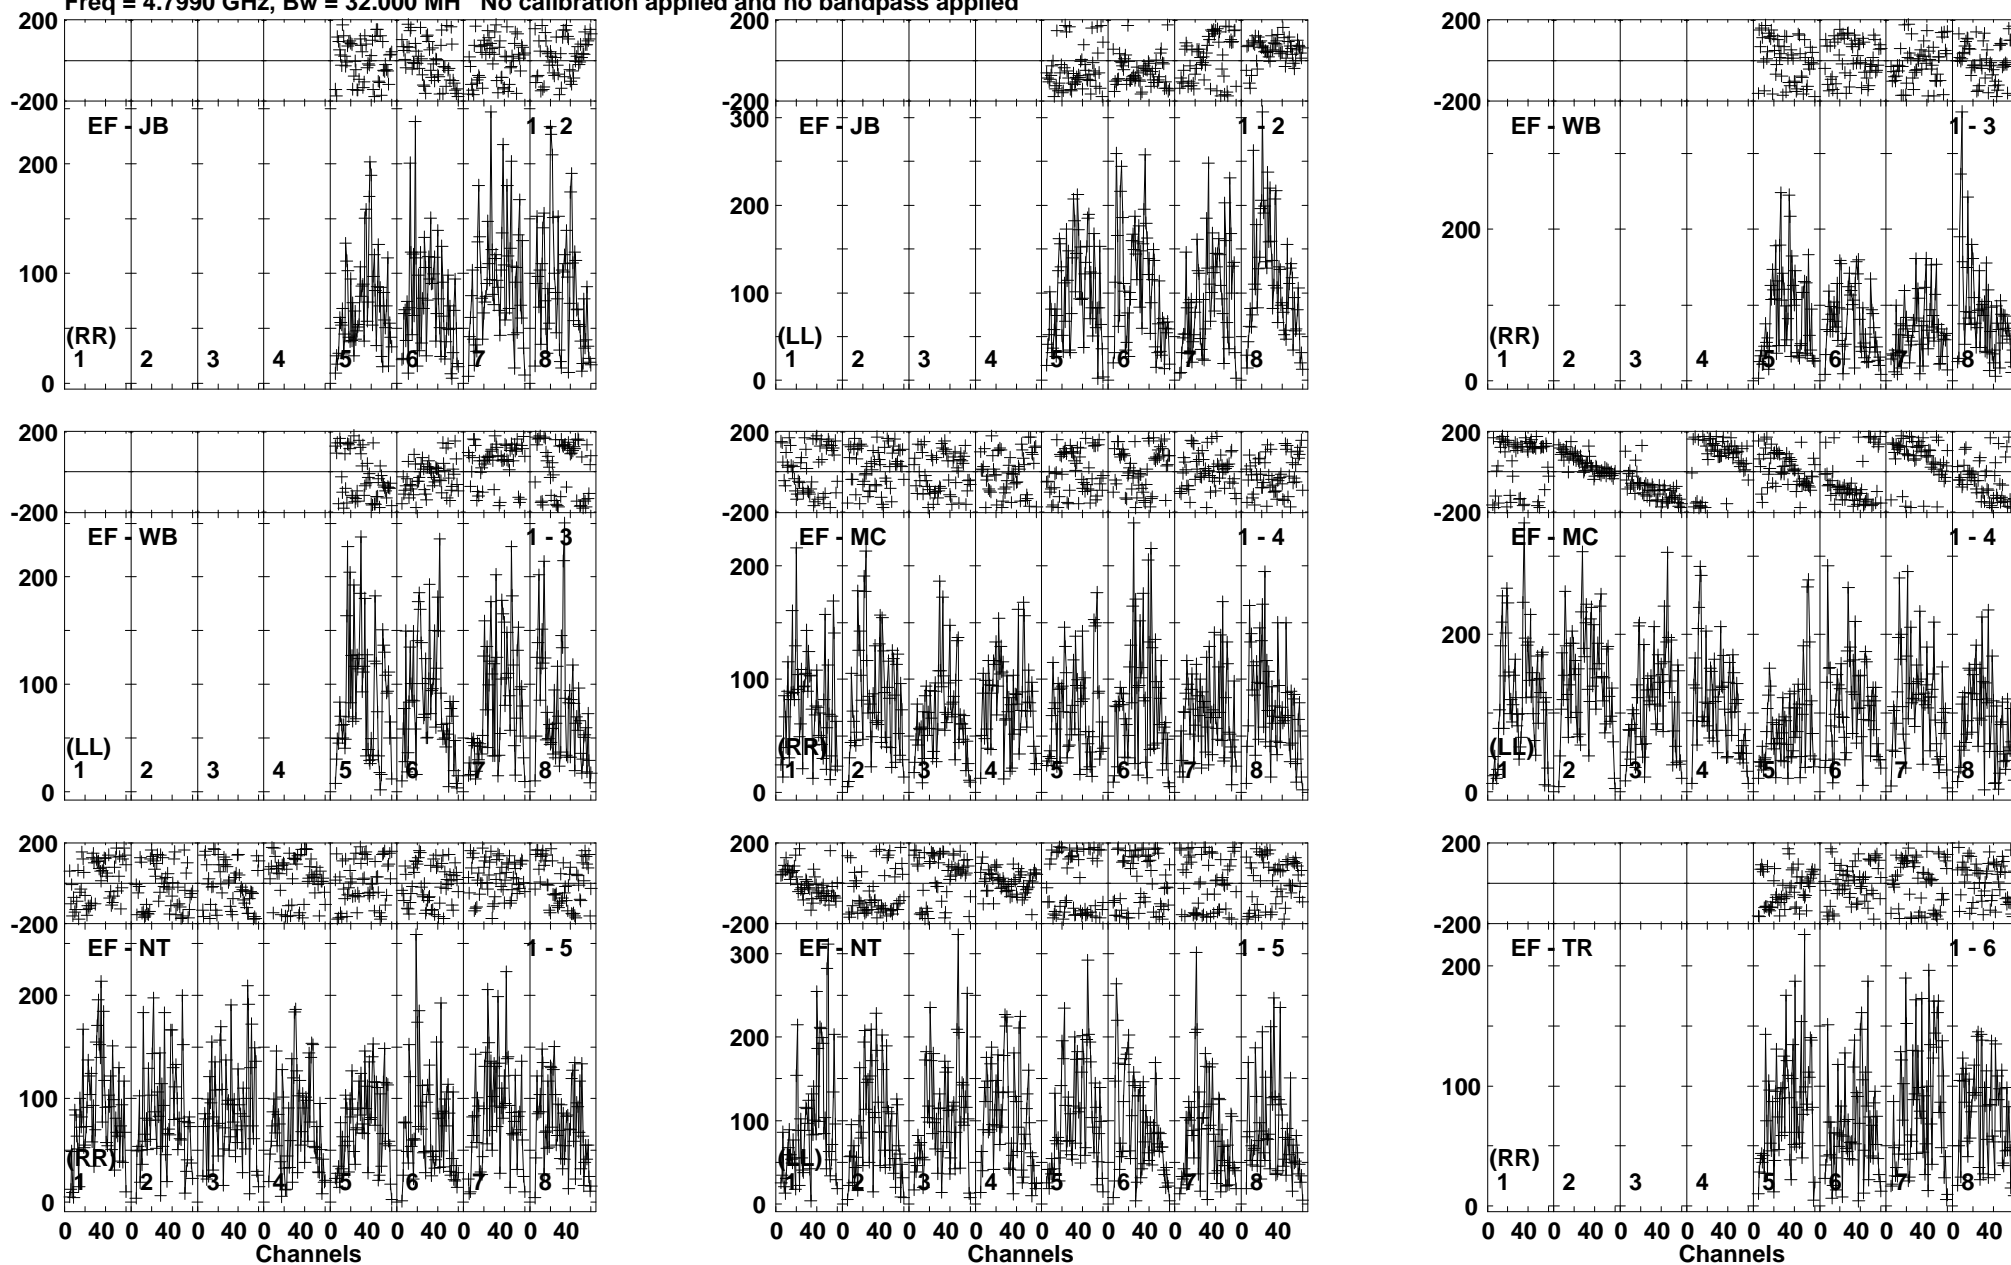 Freq = 4.7990 GHz, Bw = 32.000 MH No calibration applied and no bandpass applied
200 200 200
-200 -200 -200
EF - JB 1 - 2 EF - JB 1 - 2 EF - WB 1 - 3
300
200 200 200
100 100
(RR) (LL) (RR)
1 2 3 4 5 6 7 8 1 2 3 4 5 6 7 8 1 2 3 4 5 6 7 8
0 0 0
200 200 200
-200 -200 -200
EF - WB 1 - 3 EF - MC 1 - 4 EF - MC 1 - 4
200 200 200
100 100
(LL) (RR) (LL)
1 2 3 4 5 6 7 8 1 2 3 4 5 6 7 8 1 2 3 4 5 6 7 8
0 0 0
200 200 200
-200 -200 -200
EF - NT 1 - 5 EF - NT 1 - 5 EF - TR 1 - 6
300
200 200 200
100 100 100
(RR) (LL) (RR)
1 2 3 4 5 6 7 8 1 2 3 4 5 6 7 8 1 2 3 4 5 6 7 8
0 0 0
0 40 0 40 0 40 0 40 0 40 0 40 0 40 0 40 0 40 0 40 0 40 0 40 0 40 0 40 0 40 0 40 0 40 0 40 0 40 0 40 0 40 0 40 0 40 0 40
Channels Channels Channels